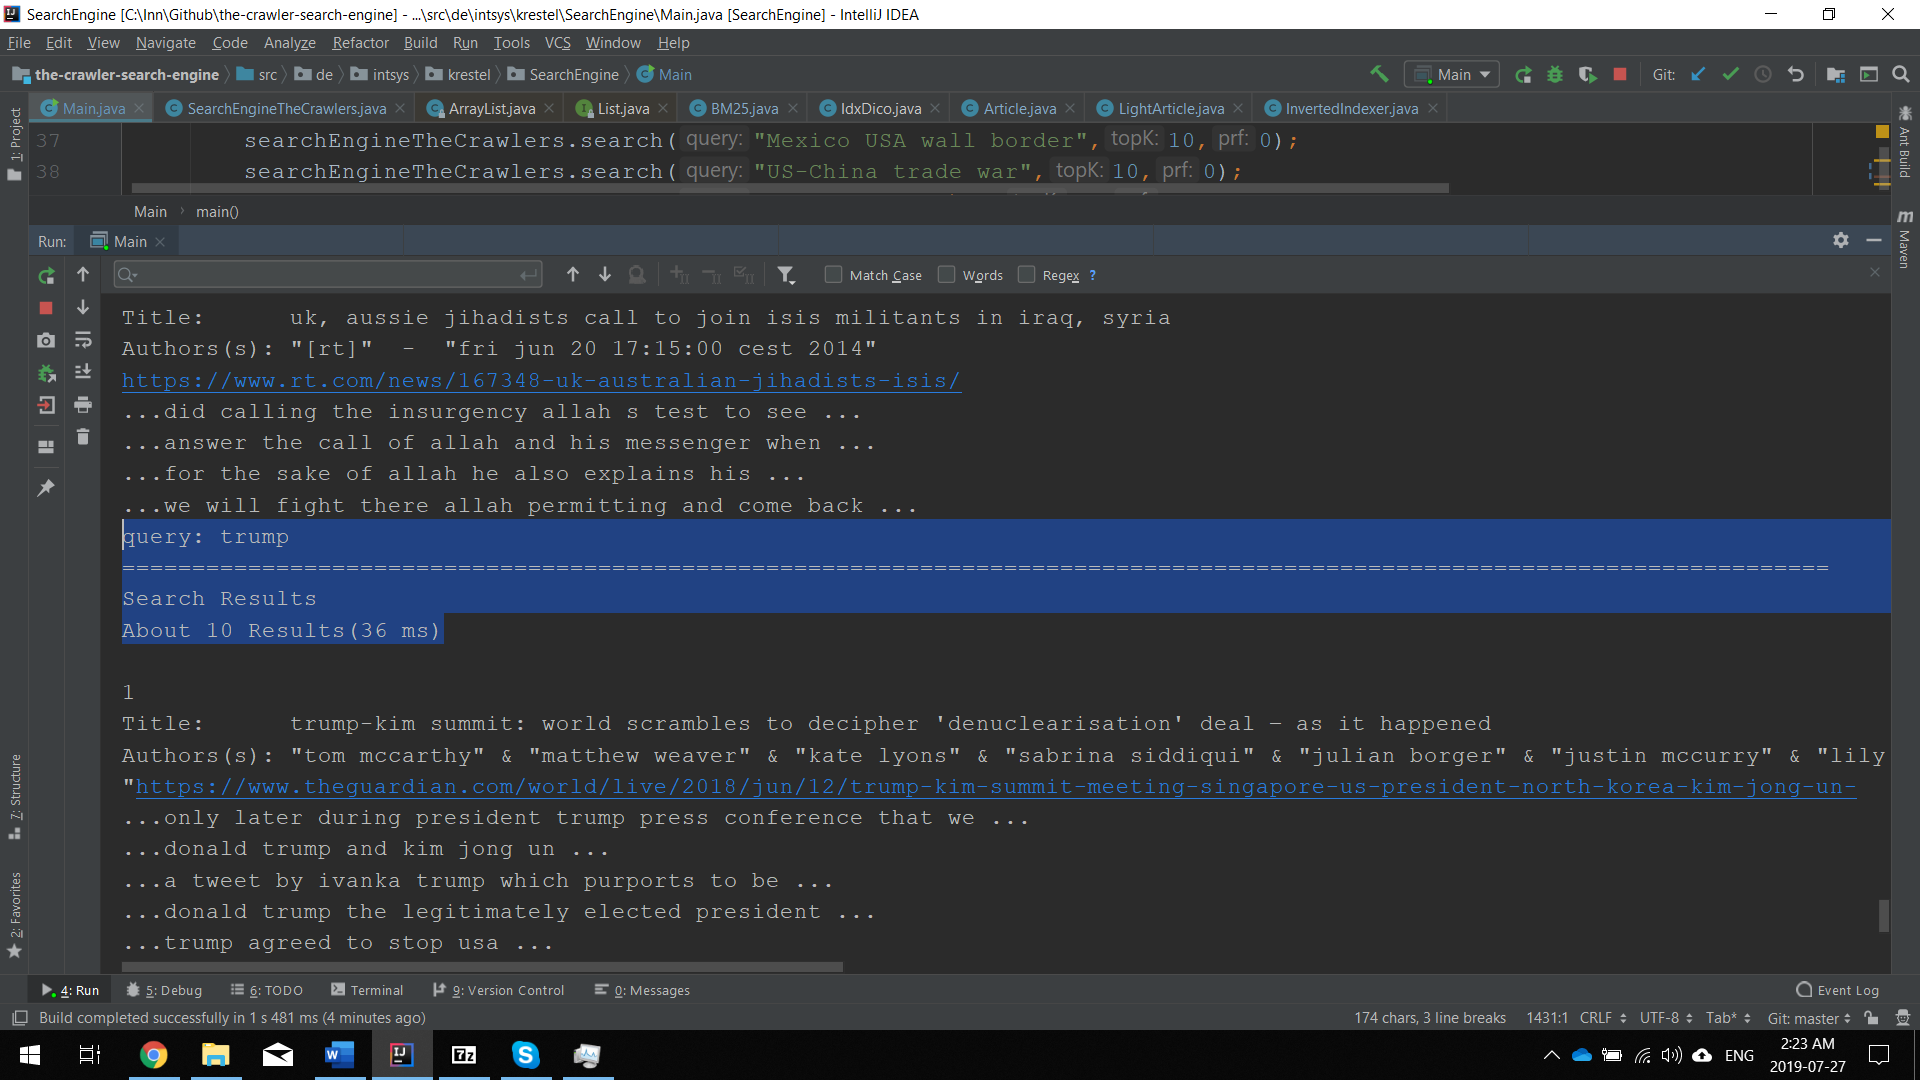 SearchEngine [C:\Inn\Github\the-crawler-search-engine] - ...\src\de\intsys\krestel\SearchEngine\Main.java [SearchEngine] - IntelliJ IDEA
File Edit View Navigate Code Analyze Refactor Build Run Tools VCS Window Help
the-crawler-search-engine src de intsys krestel SearchEngine Main Main Git:
Main.java SearchEngineTheCrawlers.java ArrayList.java List.java BM25.java IdxDico.java Article.java LightArticle.java InvertedIndexer.java
37 searchEngineTheCrawlers.search( query: "Mexico USA wall border", topK: 10, prf: 0);
38 searchEngineTheCrawlers.search( query: "US-China trade war", topK: 10, prf: 0);
Main main()
Run: Main
Match Case Words Regex ?
Title: uk, aussie jihadists call to join isis militants in iraq, syria
Authors(s): "[rt]" - "fri jun 20 17:15:00 cest 2014"
https://www.rt.com/news/167348-uk-australian-jihadists-isis/
...did calling the insurgency allah s test to see ...
...answer the call of allah and his messenger when ...
...for the sake of allah he also explains his ...
...we will fight there allah permitting and come back ...
query: trump
==========================================================================================================================
Search Results
About 10 Results(36 ms)
1
Title: trump-kim summit: world scrambles to decipher 'denuclearisation' deal – as it happened
Authors(s): "tom mccarthy" & "matthew weaver" & "kate lyons" & "sabrina siddiqui" & "julian borger" & "justin mccurry" & "lily
"https://www.theguardian.com/world/live/2018/jun/12/trump-kim-summit-meeting-singapore-us-president-north-korea-kim-jong-un-
...only later during president trump press conference that we ...
...donald trump and kim jong un ...
...a tweet by ivanka trump which purports to be ...
...donald trump the legitimately elected president ...
...trump agreed to stop usa ...
1: Project
7: Structure
2: Favorites
Ant Build
Maven
4: Run 5: Debug 6: TODO Terminal 9: Version Control 0: Messages Event Log
Build completed successfully in 1 s 481 ms (4 minutes ago) 174 chars, 3 line breaks 1431:1 CRLF UTF-8 Tab* Git: master
ENG 2:23 AM
2019-07-27